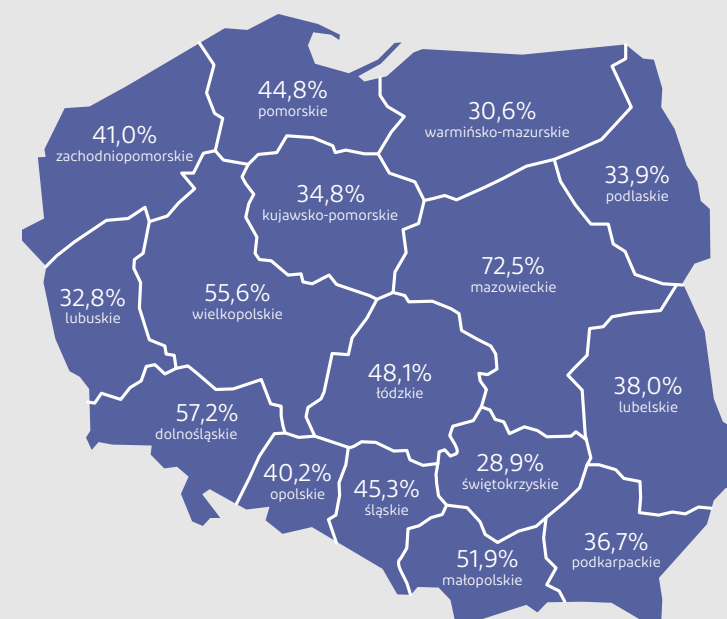 44,8%
pomorskie
30,6%
warmińsko-mazurskie
41,0%
zachodniopomorskie
33,9%
podlaskie
34,8%
kujawsko-pomorskie
72,5%
mazowieckie
32,8%
lubuskie
55,6%
wielkopolskie
48,1%
łódzkie
38,0%
lubelskie
57,2%
dolnośląskie
40,2%
opolskie
45,3%
śląskie
28,9%
świętokrzyskie
51,9%
małopolskie
36,7%
podkarpackie